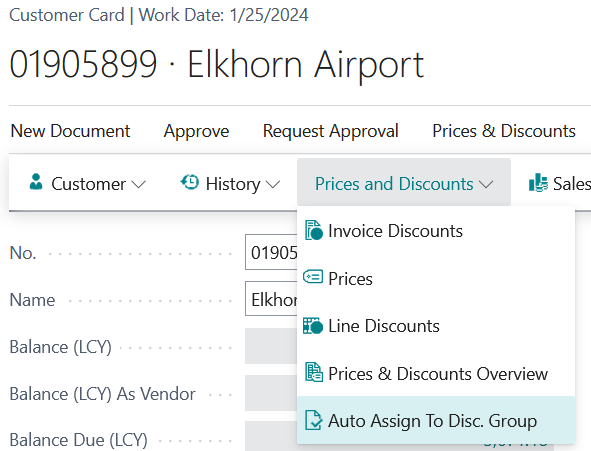 Customer Card | Work Date: 1/25/2024
01905899 · Elkhorn Airport
New Document Approve Request Approval Prices & Discounts
Customer History Prices and Discounts Sales
Invoice Discounts
No. 01905
Prices
Name Elkhor
Line Discounts
Balance (LCY)
Prices & Discounts Overview
Balance (LCY) As Vendor
Auto Assign To Disc. Group
Balance Due (LCY)